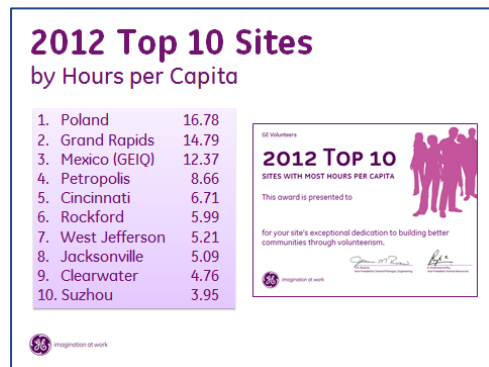 2012 Top 10 Sites
by Hours per Capita
1. Poland 16.78
2. Grand Rapids 14.79
3. Mexico (GEIQ) 12.37
4. Petropolis 8.66
5. Cincinnati 6.71
6. Rockford 5.99
7. West Jefferson 5.21
8. Jacksonville 5.09
9. Clearwater 4.76
10. Suzhou 3.95
GE Volunteers
2012 TOP 10
SITES WITH MOST HOURS PER CAPITA
This award is presented to
for your site's exceptional dedication to building better
communities through volunteerism.
imagination at work
imagination at work